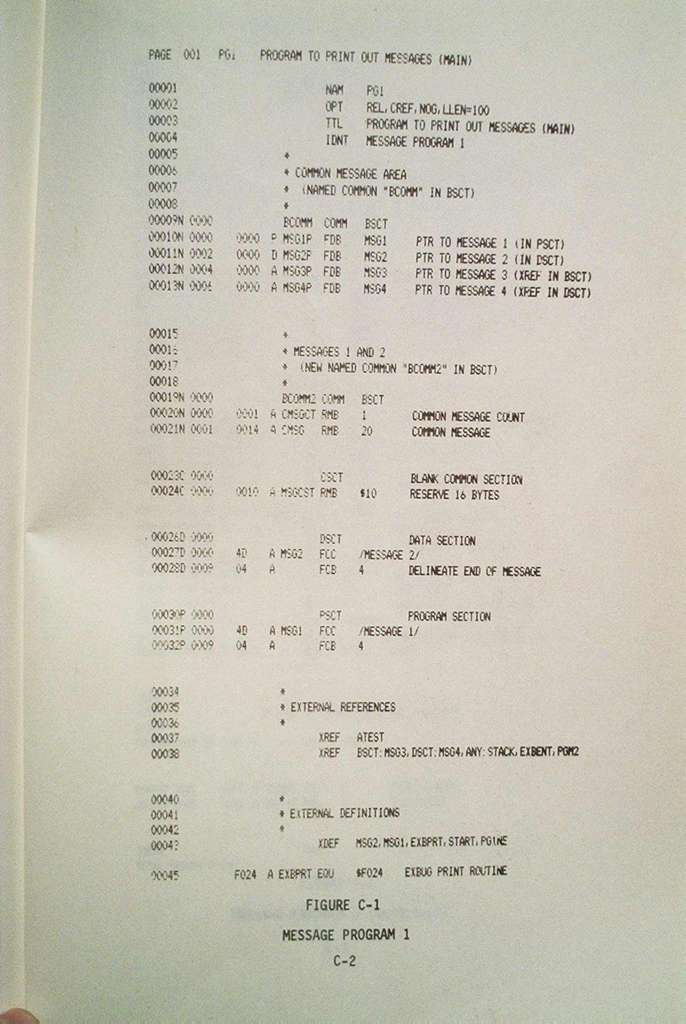 PAGE 001 PG1 PROGRAM TO PRINT OUT MESSAGES (MAIN)
00001 NAM PG1
00002 OPT REL,CREF,NOG,LLEN=100
00003 TTL PROGRAM TO PRINT OUT MESSAGES (MAIN)
00004 IDNT MESSAGE PROGRAM 1
00005 *
00006 * COMMON MESSAGE AREA
00007 * (NAMED COMMON "BCOMM" IN BSCT)
00008 *
00009N 0000 BCOMM COMM BSCT
00010N 0000 0000 P MSG1P FDB MSG1 PTR TO MESSAGE 1 (IN PSCT)
00011N 0002 0000 D MSG2P FDB MSG2 PTR TO MESSAGE 2 (IN DSCT)
00012N 0004 0000 A MSG3P FDB MSG3 PTR TO MESSAGE 3 (XREF IN BSCT)
00013N 0006 0000 A MSG4P FDB MSG4 PTR TO MESSAGE 4 (XREF IN DSCT)
00015 *
00016 * MESSAGES 1 AND 2
00017 * (NEW NAMED COMMON "BCOMM2" IN BSCT)
00018 *
00019N 0000 BCOMM2 COMM BSCT
00020N 0000 0001 A CMSGCT RMB 1 COMMON MESSAGE COUNT
00021N 0001 0014 A CMSG RMB 20 COMMON MESSAGE
00023C 0000 CSCT BLANK COMMON SECTION
00024C 0000 0010 A MSGCST RMB $10 RESERVE 16 BYTES
00026D 0000 DSCT DATA SECTION
00027D 0000 4D A MSG2 FCC /MESSAGE 2/
00028D 0009 04 A FCB 4 DELINEATE END OF MESSAGE
00030P 0000 PSCT PROGRAM SECTION
00031P 0000 4D A MSG1 FCC /MESSAGE 1/
00032P 0009 04 A FCB 4
00034 *
00035 * EXTERNAL REFERENCES
00036 *
00037 XREF ATEST
00038 XREF BSCT:MSG3,DSCT:MSG4,ANY:STACK,EXBENT,PGM2
00040 *
00041 * EXTERNAL DEFINITIONS
00042 *
00043 XDEF MSG2,MSG1,EXBPRT,START,PG1NE
00045 F024 A EXBPRT EQU $F024 EXBUG PRINT ROUTINE
FIGURE C-1
MESSAGE PROGRAM 1
C-2